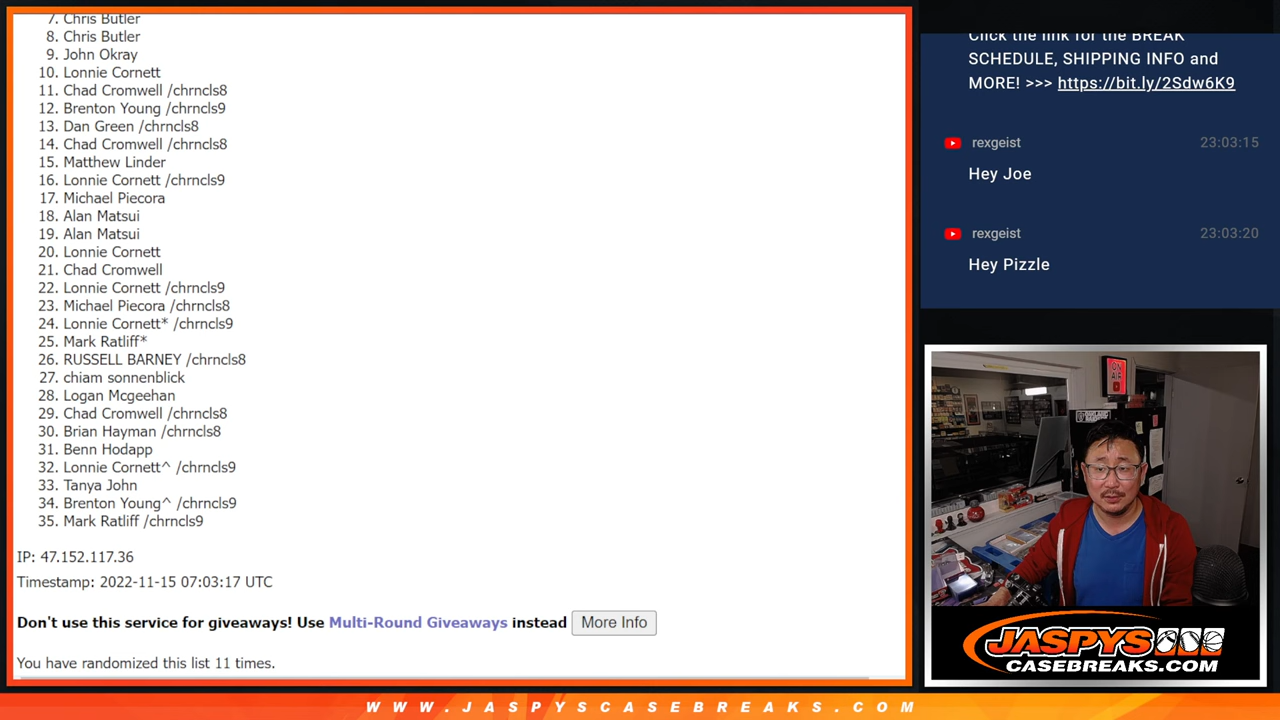 7. Chris Butler
8. Chris Butler
9. John Okray
10. Lonnie Cornett
11. Chad Cromwell /chrncls8
12. Brenton Young /chrncls9
13. Dan Green /chrncls8
14. Chad Cromwell /chrncls8
15. Matthew Linder
16. Lonnie Cornett /chrncls9
17. Michael Piecora
18. Alan Matsui
19. Alan Matsui
20. Lonnie Cornett
21. Chad Cromwell
22. Lonnie Cornett /chrncls9
23. Michael Piecora /chrncls8
24. Lonnie Cornett* /chrncls9
25. Mark Ratliff*
26. RUSSELL BARNEY /chrncls8
27. chiam sonnenblick
28. Logan Mcgeehan
29. Chad Cromwell /chrncls8
30. Brian Hayman /chrncls8
31. Benn Hodapp
32. Lonnie Cornett^ /chrncls9
33. Tanya John
34. Brenton Young^ /chrncls9
35. Mark Ratliff /chrncls9
IP: 47.152.117.36
Timestamp: 2022-11-15 07:03:17 UTC
Don't use this service for giveaways! Use Multi-Round Giveaways instead More Info
You have randomized this list 11 times.
Click the link for the BREAK
SCHEDULE, SHIPPING INFO and
MORE! >>> https://bit.ly/2Sdw6K9
rexgeist 23:03:15
Hey Joe
rexgeist 23:03:20
Hey Pizzle
ON
AIR
JASPYS
CASEBREAKS.COM
WWW.JASPYSCASEBREAKS.COM